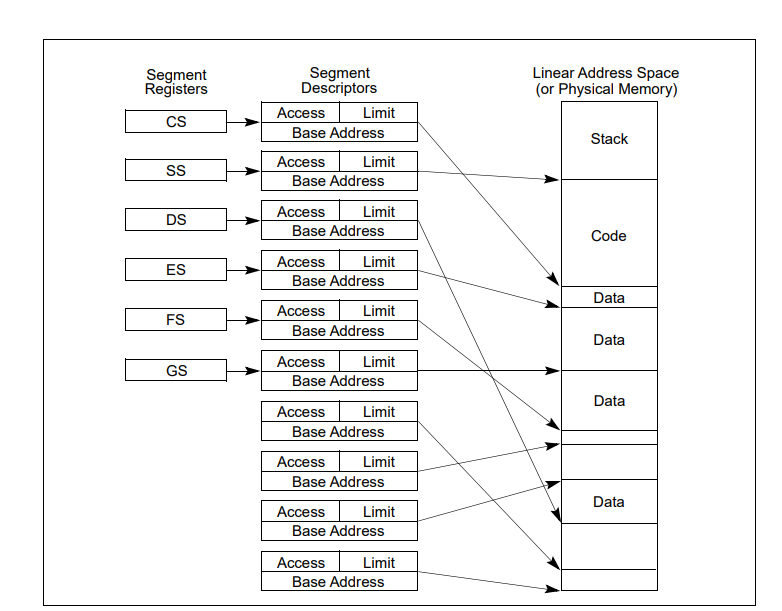 Segment
Registers
Segment
Descriptors
Linear Address Space
(or Physical Memory)
CS
Access Limit
Base Address
Stack
SS
Access Limit
Base Address
DS
Access Limit
Base Address
Code
ES
Access Limit
Base Address
Data
FS
Access Limit
Base Address
Data
GS
Access Limit
Base Address
Data
Access Limit
Base Address
Access Limit
Base Address
Access Limit
Base Address
Data
Access Limit
Base Address